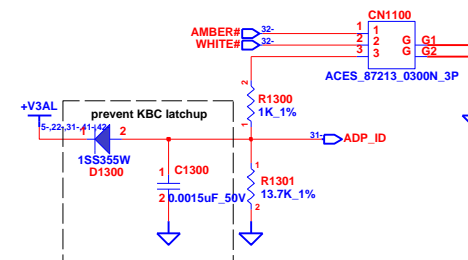 CN1100
AMBER# 32- 1 1
WHITE# 32- 2 2 G G1
3 3 G G2
ACES_87213_0300N_3P
2
R1300
1K_1%
1
+V3AL
5-,22-,31-,41-,42-
prevent KBC latchup
1 2
31- ADP_ID
1SS355W
D1300
1 C1300
2 0.0015uF_50V
1
R1301
13.7K_1%
2